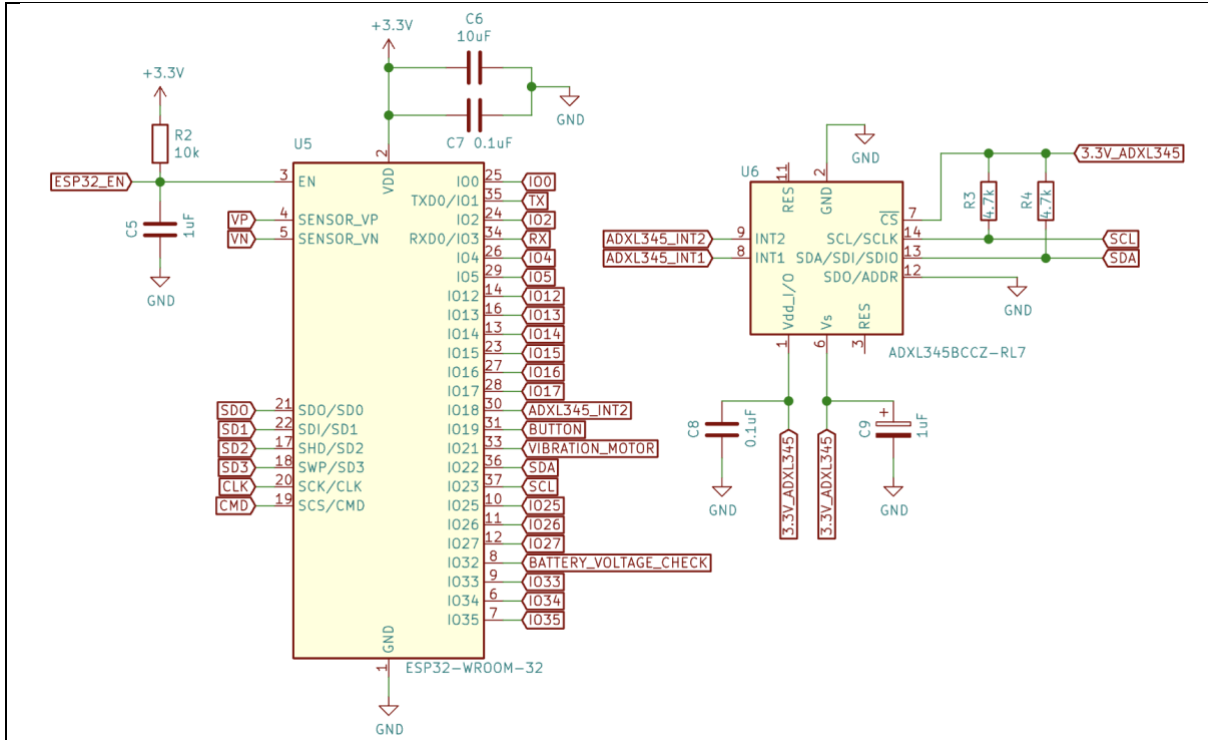 +3.3V
R2
10k
ESP32_EN
C5
1uF
GND
+3.3V
C6
10uF
C7 0.1uF
GND
U5
2
VDD
3 EN
VP 4 SENSOR_VP
VN 5 SENSOR_VN
SD0 21 SDO/SD0
SD1 22 SDI/SD1
SD2 17 SHD/SD2
SD3 18 SWP/SD3
CLK 20 SCK/CLK
CMD 19 SCS/CMD
IO0 25 IO0
TXD0/IO1 35 TX
IO2 24 IO2
RXD0/IO3 34 RX
IO4 26 IO4
IO5 29 IO5
IO12 14 IO12
IO13 16 IO13
IO14 13 IO14
IO15 23 IO15
IO16 27 IO16
IO17 28 IO17
IO18 30 ADXL345_INT2
IO19 31 BUTTON
IO21 33 VIBRATION_MOTOR
IO22 36 SDA
IO23 37 SCL
IO25 10 IO25
IO26 11 IO26
IO27 12 IO27
IO32 8 BATTERY_VOLTAGE_CHECK
IO33 9 IO33
IO34 6 IO34
IO35 7 IO35
GND
1
ESP32-WROOM-32
GND
U6
11
RES
2
GND
GND
3.3V_ADXL345
R3
4.7k
R4
4.7k
ADXL345_INT2 9 INT2
ADXL345_INT1 8 INT1
CS 7
SCL/SCLK 14 SCL
SDA/SDI/SDIO 13 SDA
SDO/ADDR 12
GND
Vdd_I/O
1
Vs
6
RES
3
ADXL345BCCZ-RL7
C8
0.1uF
GND
3.3V_ADXL345
3.3V_ADXL345
+
C9
1uF
GND